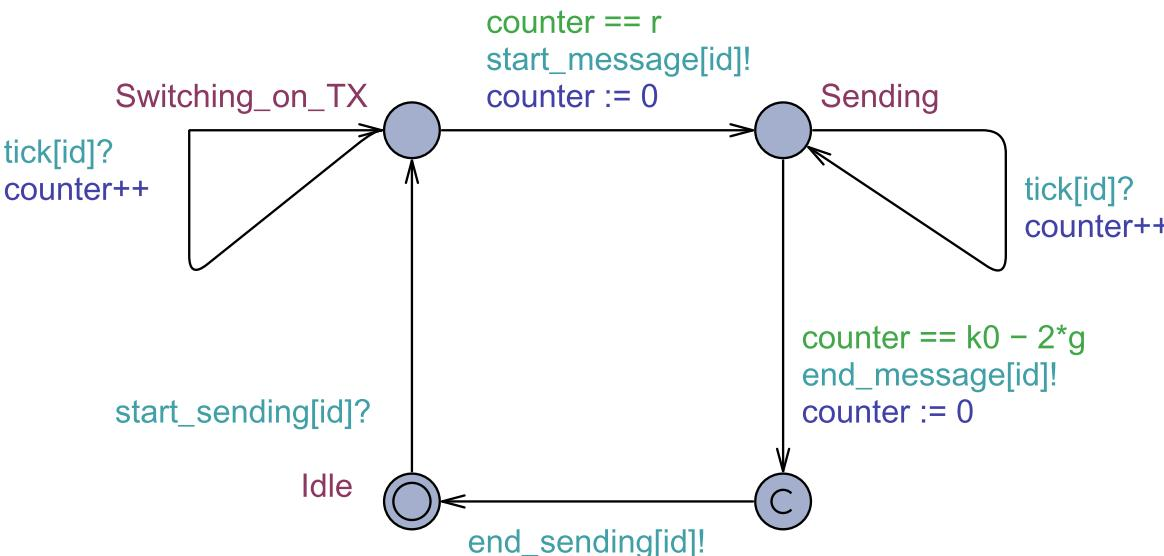 counter == r
start_message[id]!
counter := 0
Switching_on_TX
Sending
tick[id]?
counter++
tick[id]?
counter++
counter == k0 − 2*g
end_message[id]!
counter := 0
start_sending[id]?
Idle
C
end_sending[id]!